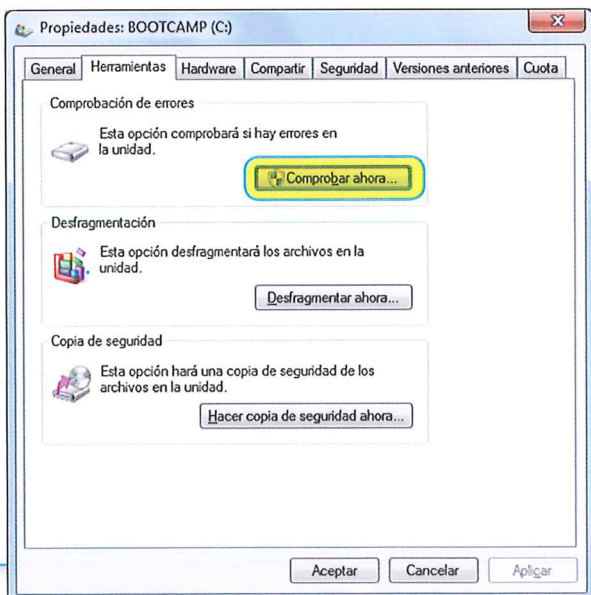 Propiedades: BOOTCAMP (C:)
General Herramientas Hardware Compartir Seguridad Versiones anteriores Cuota
Comprobación de errores
Esta opción comprobará si hay errores en
la unidad.
Comprobar ahora...
Desfragmentación
Esta opción desfragmentará los archivos en la
unidad.
Desfragmentar ahora...
Copia de seguridad
Esta opción hará una copia de seguridad de los
archivos en la unidad.
Hacer copia de seguridad ahora...
Aceptar Cancelar Aplicar